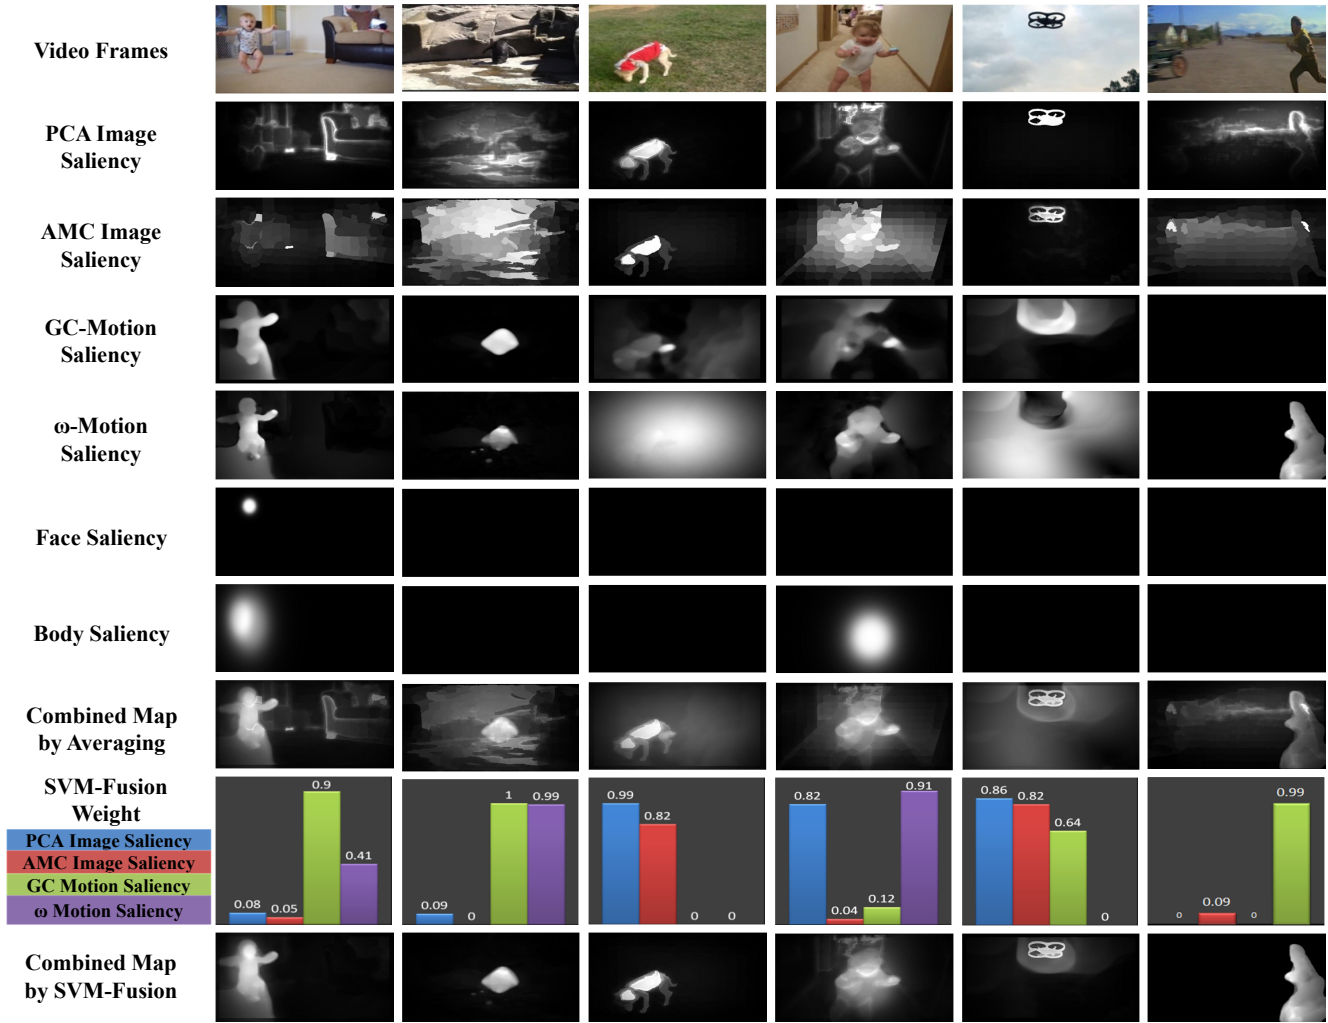 Video Frames
PCA Image
Saliency
AMC Image
Saliency
GC-Motion
Saliency
ω-Motion
Saliency
Face Saliency
Body Saliency
Combined Map
by Averaging
SVM-Fusion
Weight
PCA Image Saliency
AMC Image Saliency
GC Motion Saliency
ω Motion Saliency
0.08 0.05 0.9 0.41
0.09 0 1 0.99
0.99 0.82 0 0
0.82 0.04 0.12 0.91
0.86 0.82 0.64 0
0 0.09 0 0.99
Combined Map
by SVM-Fusion